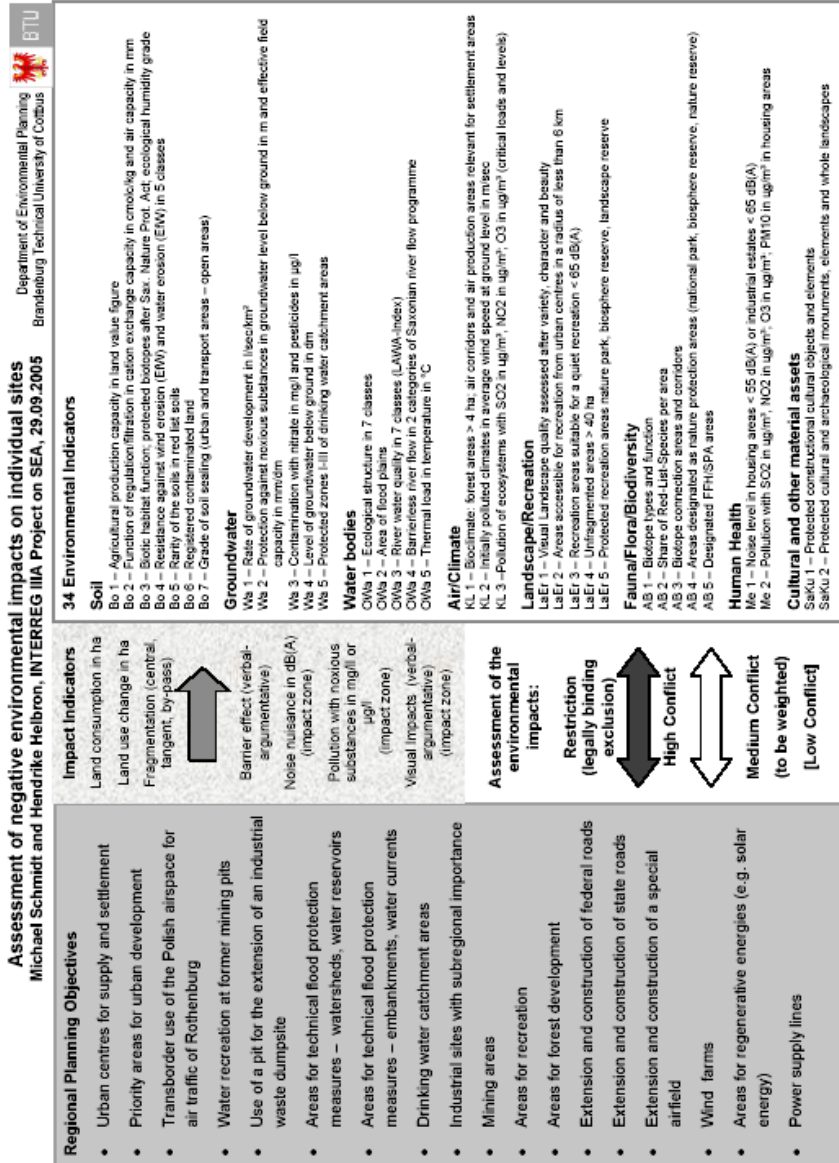 Assessment of negative environmental impacts on individual sites
Michael Schmidt and Hendrike Helbron, INTERREG IIIA Project on SEA, 29.09.2005
Department of Environmental Planning
Brandenburg Technical University of Cottbus
BTU
Regional Planning Objectives
• Urban centres for supply and settlement
• Priority areas for urban development
• Transborder use of the Polish airspace for
air traffic of Rothenburg
• Water recreation at former mining pits
• Use of a pit for the extension of an industrial
waste dumpsite
• Areas for technical flood protection
measures – watersheds, water reservoirs
• Areas for technical flood protection
measures – embankments, water currents
• Drinking water catchment areas
• Industrial sites with subregional importance
• Mining areas
• Areas for recreation
• Areas for forest development
• Extension and construction of federal roads
• Extension and construction of state roads
• Extension and construction of a special
airfield
• Wind farms
• Areas for regenerative energies (e.g. solar
energy)
• Power supply lines
Impact Indicators
Land consumption in ha
Land use change in ha
Fragmentation (central,
tangent, by-pass)
Barrier effect (verbal-
argumentative)
Noise nuisance in dB(A)
(impact zone)
Pollution with noxious
substances in mg/l or
µg/l
(impact zone)
Visual Impacts (verbal-
argumentative)
(impact zone)
Assessment of the
environmental
impacts:
Restriction
(legally binding
exclusion)
High Conflict
Medium Conflict
(to be weighted)
[Low Conflict]
34 Environmental Indicators
Soil
Bo 1 – Agricultural production capacity in land value figure
Bo 2 – Function of regulation/filtration in cation exchange capacity in cmolc/kg and air capacity in mm
Bo 3 – Biotic habitat function; protected biotopes after Sax. Nature Prot. Act; ecological humidity grade
Bo 4 – Resistance against wind erosion (EfW) and water erosion (EfW) in 5 classes
Bo 5 – Rarity of the soils in red list soils
Bo 6 – Registered contaminated land
Bo 7 – Grade of soil sealing (urban and transport areas – open areas)
Groundwater
Wa 1 – Rate of groundwater development in l/sec/km²
Wa 2 – Protection against noxious substances in groundwater level below ground in m and effective field
capacity in mm/dm
Wa 3 – Contamination with nitrate in mg/l and pesticides in µg/l
Wa 4 – Level of groundwater below ground in dm
Wa 5 – Protected zones I-III of drinking water catchment areas
Water bodies
OWa 1 – Ecological structure in 7 classes
OWa 2 – Area of flood plains
OWa 3 – River water quality in 7 classes (LAWA-Index)
OWa 4 – Barrierless river flow in 2 categories of Saxonian river flow programme
OWa 5 – Thermal load in temperature in °C
Air/Climate
KL 1 – Bioclimate: forest areas > 4 ha; air corridors and air production areas relevant for settlement areas
KL 2 – Initially polluted climates in average wind speed at ground level in m/sec
KL 3 –Pollution of ecosystems with SO2 in ug/m³, NO2 in ug/m³; O3 in ug/m³ (critical loads and levels)
Landscape/Recreation
LaEr 1 – Visual Landscape quality assessed after variety, character and beauty
LaEr 2 – Areas accessible for recreation from urban centres in a radius of less than 6 km
LaEr 3 – Recreation areas suitable for a quiet recreation < 65 dB(A)
LaEr 4 – Unfragmented areas > 40 ha
LaEr 5 – Protected recreation areas nature park, biosphere reserve, landscape reserve
Fauna/Flora/Biodiversity
AB 1 – Biotope types and function
AB 2 – Share of Red-List-Species per area
AB 3 – Biotope connection areas and corridors
AB 4 – Areas designated as nature protection areas (national park, biosphere reserve, nature reserve)
AB 5 – Designated FFH/SPA areas
Human Health
Me 1 – Noise level in housing areas < 55 dB(A) or industrial estates < 65 dB(A)
Me 2 – Pollution with SO2 in ug/m³, NO2 in ug/m³; O3 in ug/m³; PM10 in ug/m³ in housing areas
Cultural and other material assets
SaKu 1 – Protected constructional cultural objects and elements
SaKu 2 – Protected cultural and archaeological monuments, elements and whole landscapes